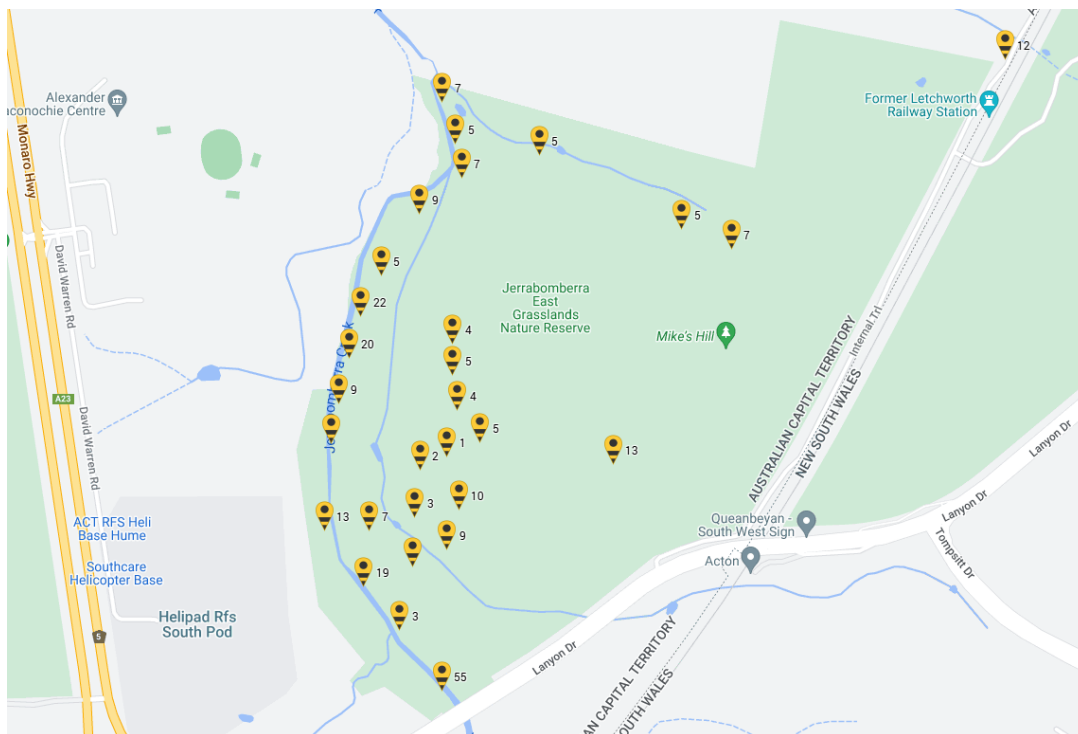 12
Alexander
aconochie Centre
Former Letchworth
Railway Station
Monaro Hwy
7
5
5
7
9
5
7
David Warren Rd
5
22
Jerrabomberra
East
Grasslands
Nature Reserve
4
Mike's Hill
Internal Trl
20
5
9
4
A23
AUSTRALIAN CAPITAL TERRITORY
NEW SOUTH WALES
David Warren Rd
5
1
2
13
Lanyon Dr
10
3
13
7
Lanyon Dr
ACT RFS Heli
Base Hume
Queanbeyan -
South West Sign
9
Tompsitt Dr
Acton
Southcare
Helicopter Base
19
Helipad Rfs
South Pod
3
5
Lanyon Dr
AN CAPITAL TERRITORY
OUTH WALES
55